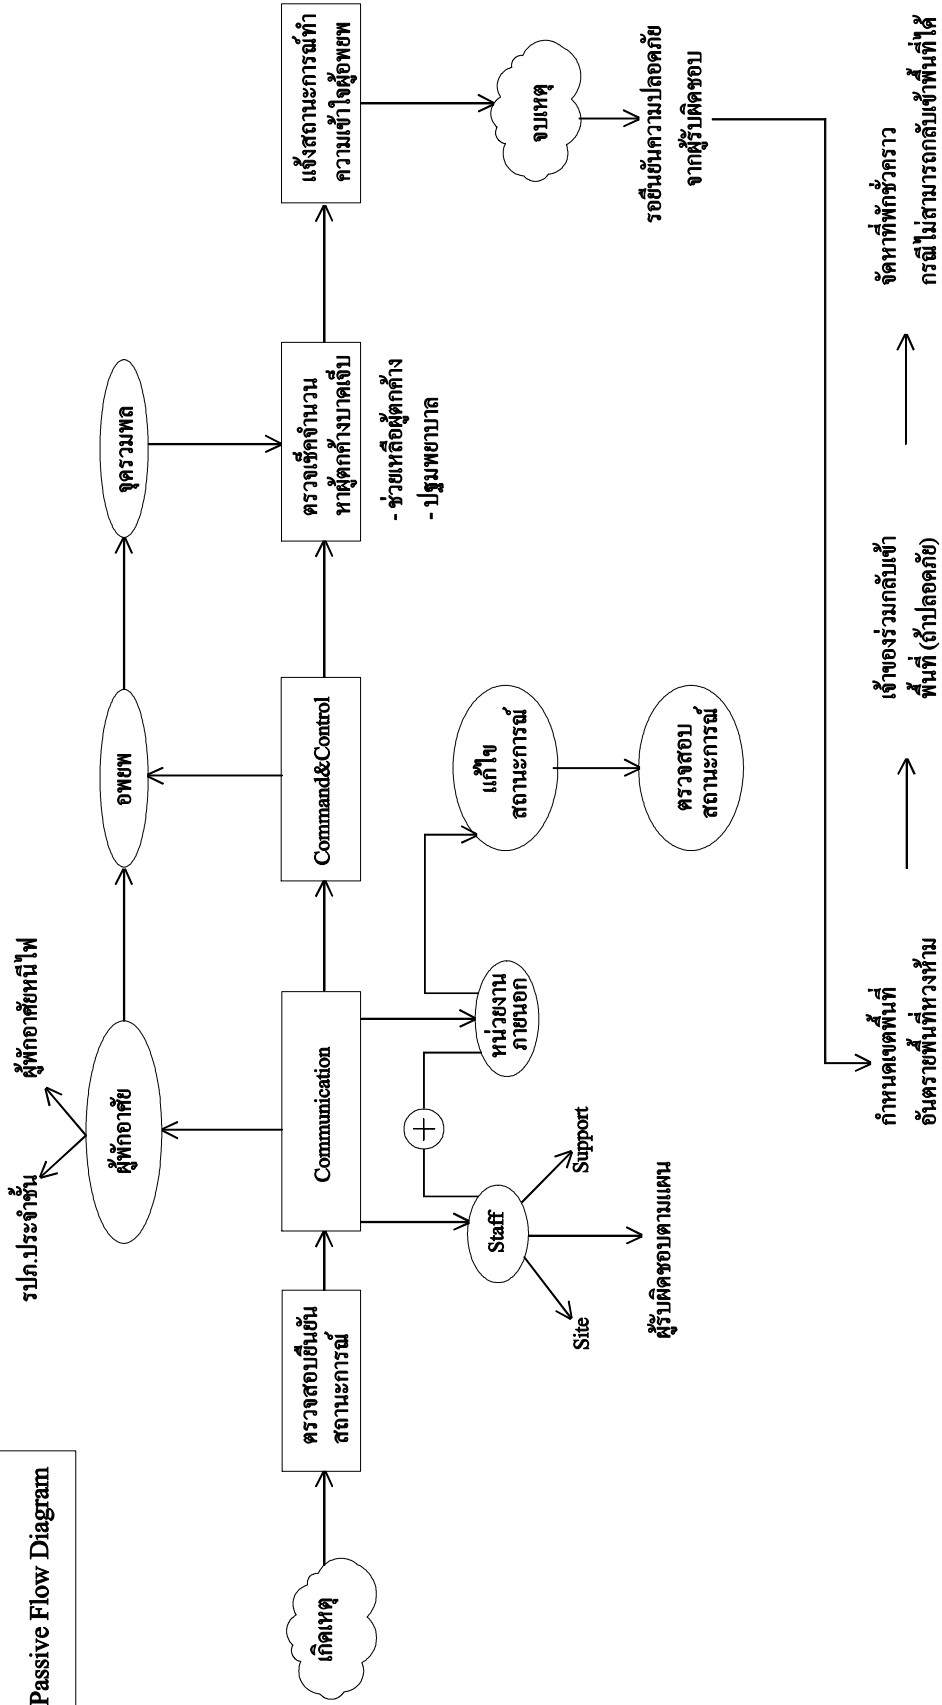 Passive Flow Diagram
รปภ.ประจำชั้น
ผู้พักอาศัยหนีไฟ
ผู้พักอาศัย
อพยพ
จุดรวมพล
เกิดเหตุ
ตรวจสอบยืนยัน
สถานะการณ์
Communication
Command&Control
ตรวจเช็คจำนวน
หาผู้ตกค้างบาดเจ็บ
แจ้งสถานะการณ์ทำ
ความเข้าใจผู้อพยพ
- ช่วยเหลือผู้ตกค้าง
- ปฐมพยาบาล
Staff
Site
Support
ผู้รับผิดชอบตามแผน
หน่วยงาน
ภายนอก
แก้ไข
สถานะการณ์
ตรวจสอบ
สถานะการณ์
จบเหตุ
รอยืนยันความปลอดภัย
จากผู้รับผิดชอบ
กำหนดเขตพื้นที่
อันตรายพื้นที่หวงห้าม
เจ้าของร่วมกลับเข้า
พื้นที่ (ถ้าปลอดภัย)
จัดหาที่พักชั่วคราว
กรณีไม่สามารถกลับเข้าพื้นที่ได้